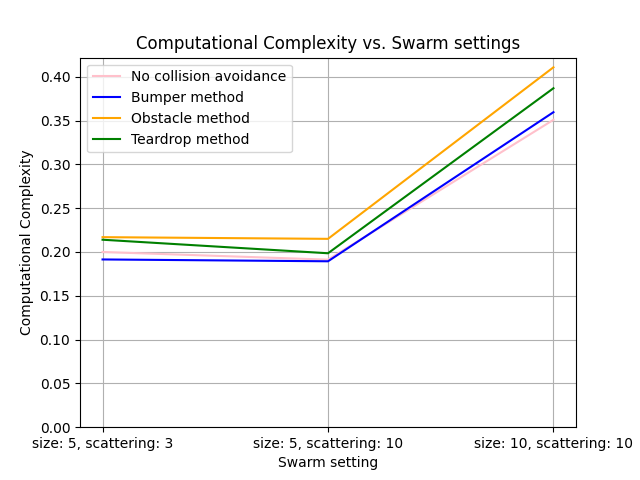 Computational Complexity vs. Swarm settings
No collision avoidance
Bumper method
Obstacle method
Teardrop method
Computational Complexity
0.40
0.35
0.30
0.25
0.20
0.15
0.10
0.05
0.00
size: 5, scattering: 3
size: 5, scattering: 10
size: 10, scattering: 10
Swarm setting